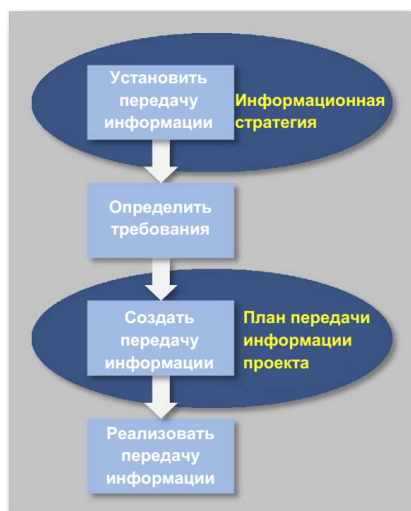 Установить
передачу
информации
Информационная
стратегия
Определить
требования
Создать
передачу
информации
План передачи
информации
проекта
Реализовать
передачу
информации